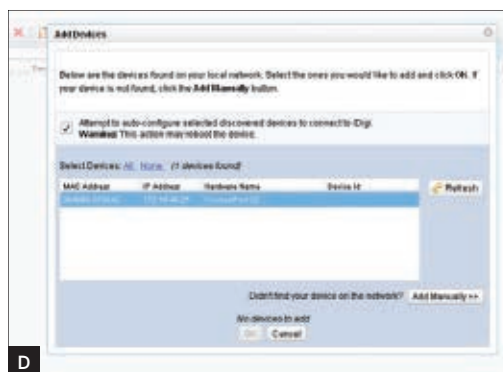 Add Devices
Below are the devices found on your local network. Select the ones you would like to add and click OK. If
your device is not found, click the Add Manually button.
Attempt to auto-configure selected discovered devices to connect to iDigi.
Warning: This action may reboot the device.
Select Devices: All, None, (1 devices found)
MAC Address IP Address Hardware Name Device Id
Refresh
Didn't find your device on the network? Add Manually >>
No devices to add
OK Cancel
D